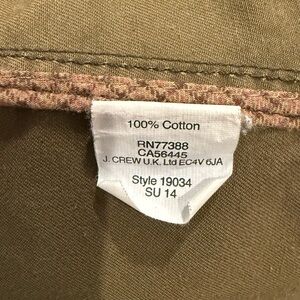 100% Cotton
RN77388
CA56445
J. CREW U.K. Ltd EC4V 6JA
Style 19034
SU 14